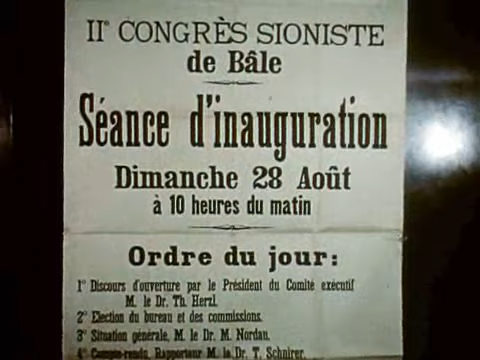 IIᵉ CONGRÈS SIONISTE
de Bâle
Séance d'inauguration
Dimanche 28 Août
à 10 heures du matin
Ordre du jour:
1° Discours d'ouverture par le Président du Comité exécutif
M. le Dr. Th. Herzl.
2° Election du bureau et des commissions.
3° Situation générale, M. le Dr. M. Nordau.
4° Compte-rendu, Rapporteur M. le Dr. T. Schnirer.